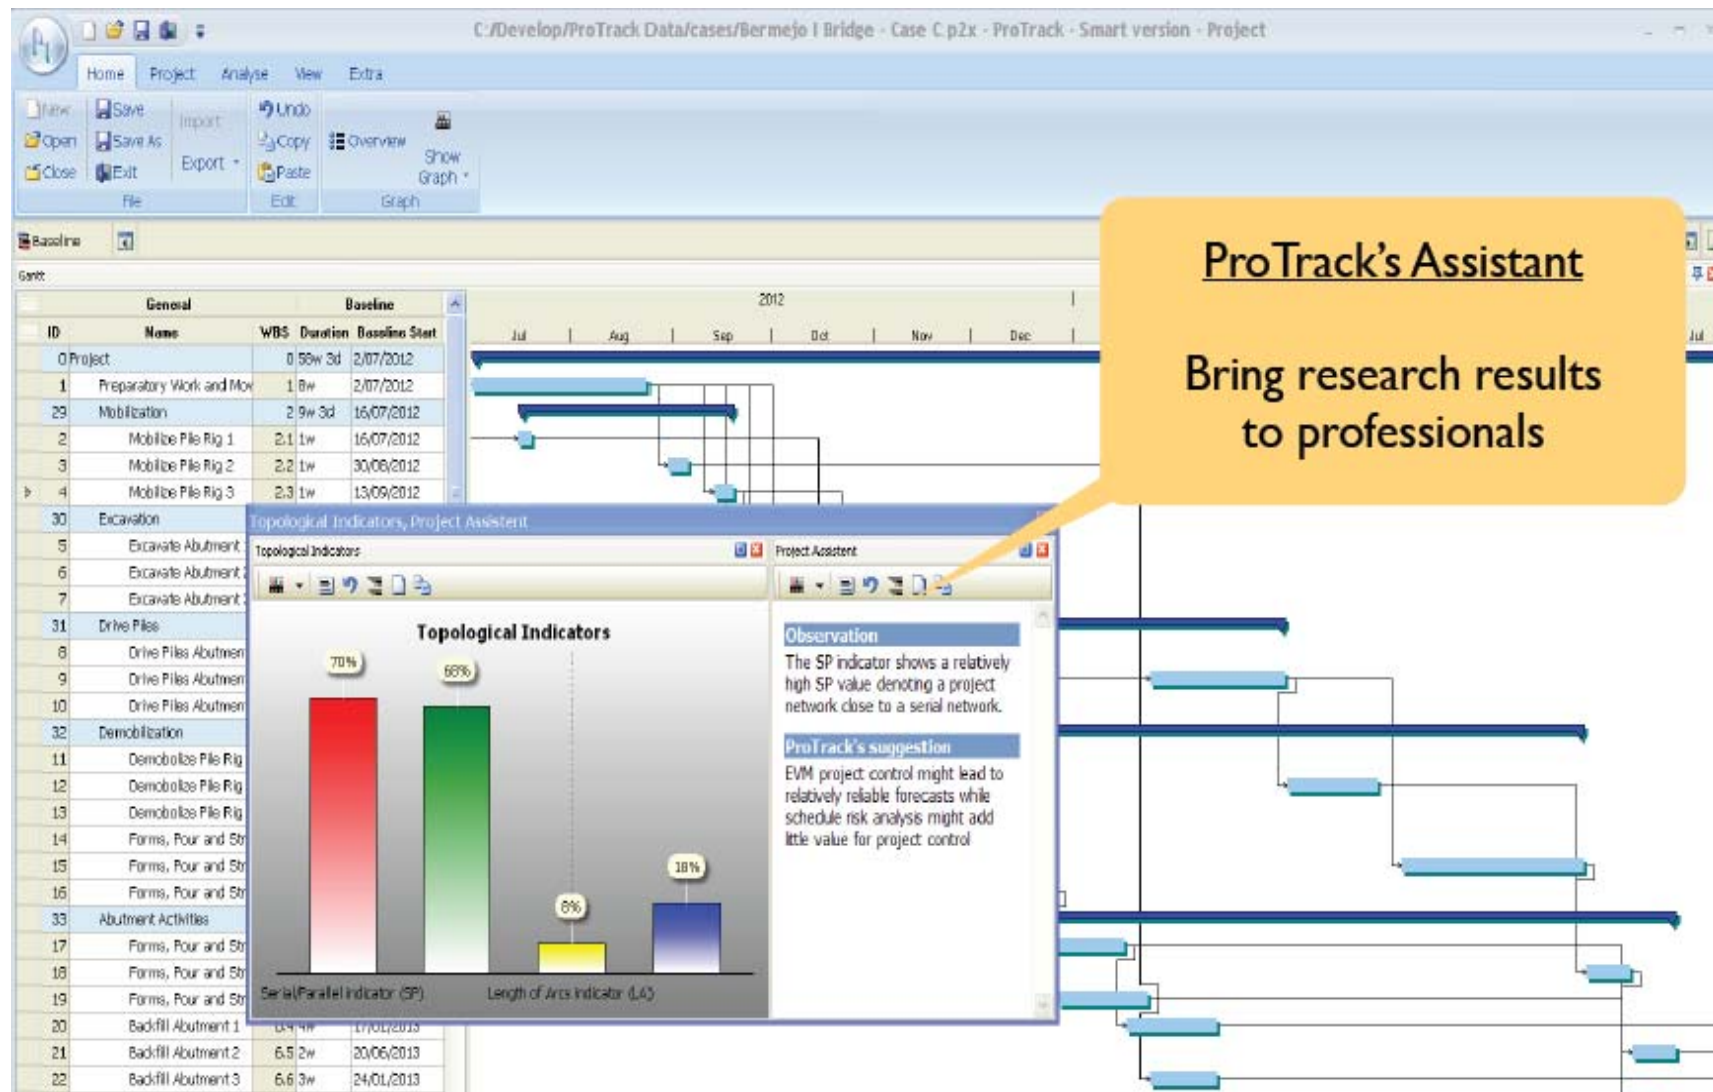 C:/Develop/ProTrack Data/cases/Bermejo I Bridge - Case C.p2x - ProTrack - Smart version - Project
Home Project Analyse View Extra
New Save Import Undo
Open Save As Copy Overview
Close Exit Export Paste Show Graph
File Edit Graph
Baseline
Gantt
General Baseline 2012
ID Name WBS Duration Baseline Start Jul Aug Sep Oct Nov Dec Jul
0 Project 0 58w 3d 2/07/2012
1 Preparatory Work and Mov 1 8w 2/07/2012
29 Mobilization 2 9w 3d 16/07/2012
2 Mobilize Pile Rig 1 2.1 1w 16/07/2012
3 Mobilize Pile Rig 2 2.2 1w 30/08/2012
4 Mobilize Pile Rig 3 2.3 1w 13/09/2012
30 Excavation
5 Excavate Abutment
6 Excavate Abutment 2
7 Excavate Abutment
31 Drive Piles
8 Drive Piles Abutmen
9 Drive Piles Abutmen
10 Drive Piles Abutmen
32 Demobilization
11 Demobolize Pile Rig
12 Demobolize Pile Rig
13 Demobolize Pile Rig
14 Forms, Pour and Str
15 Forms, Pour and Str
16 Forms, Pour and Str
33 Abutment Activities
17 Forms, Pour and Str
18 Forms, Pour and Str
19 Forms, Pour and Str
20 Backfill Abutment 1 4w 17/01/2013
21 Backfill Abutment 2 6.5 2w 20/06/2013
22 Backfill Abutment 3 6.6 3w 24/01/2013
ProTrack's Assistant
Bring research results
to professionals
Topological Indicators, Project Assistent
Topological Indicators
Topological Indicators
70%
68%
8%
18%
Serial/Parallel indicator (SP) Length of Arcs indicator (LA)
Project Assistent
Observation
The SP indicator shows a relatively
high SP value denoting a project
network close to a serial network.
ProTrack's suggestion
EVM project control might lead to
relatively reliable forecasts while
schedule risk analysis might add
little value for project control